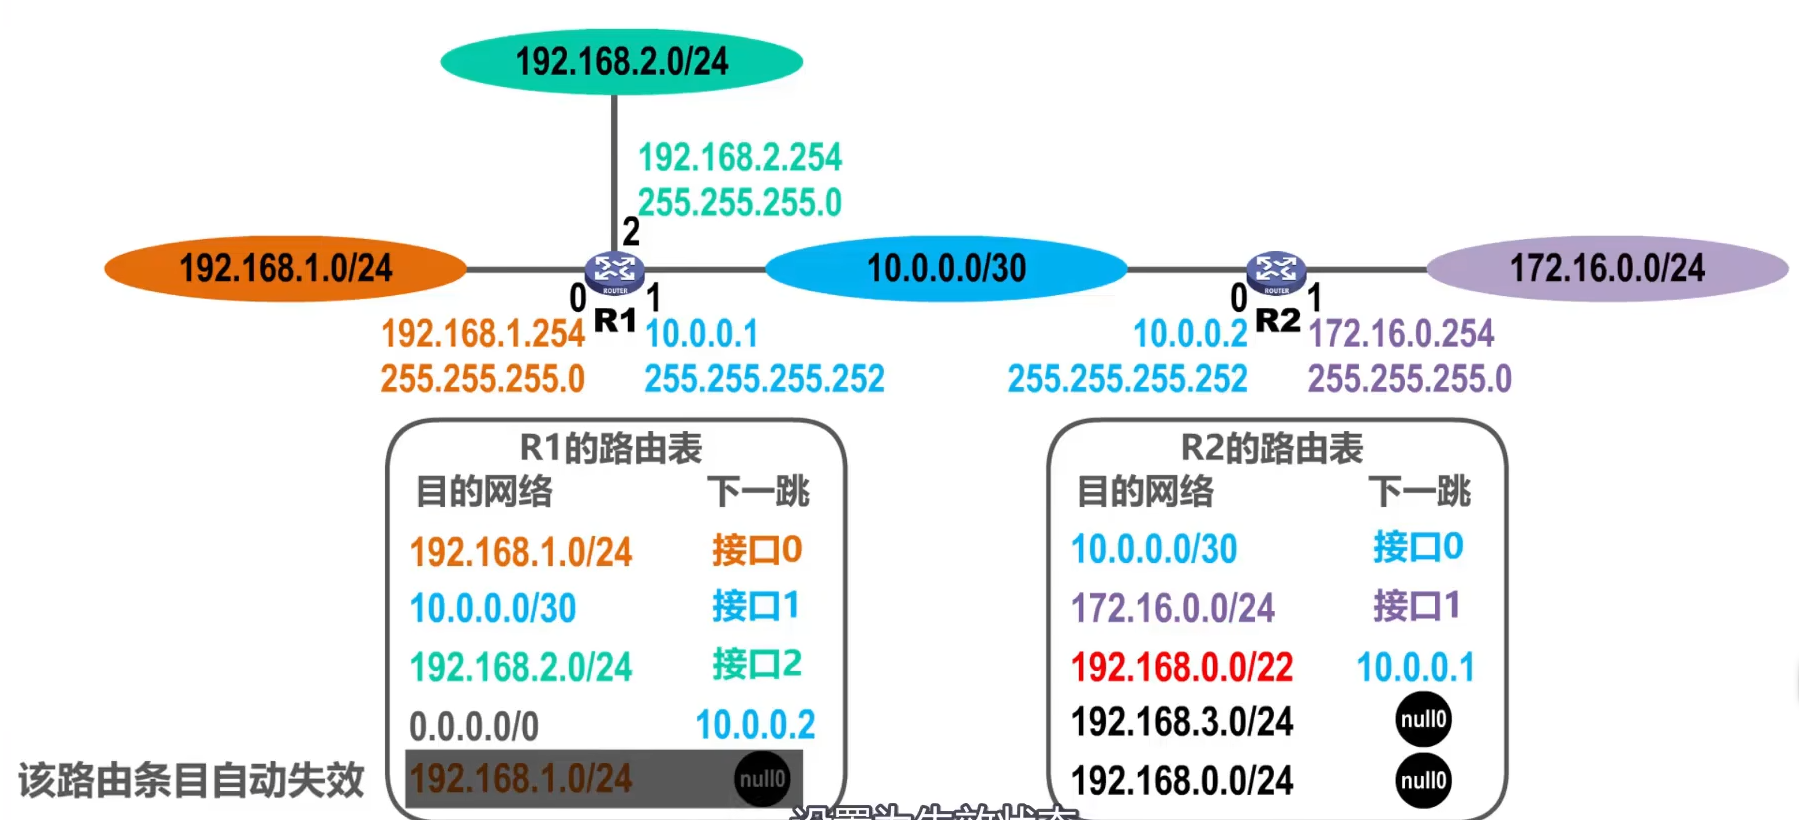 192.168.2.0/24
192.168.2.254
255.255.255.0
2
192.168.1.0/24
10.0.0.0/30
172.16.0.0/24
ROUTER
ROUTER
0
R1
1
0
R2
1
192.168.1.254
10.0.0.1
10.0.0.2
172.16.0.254
255.255.255.0
255.255.255.252
255.255.255.252
255.255.255.0
R1的路由表
目的网络 下一跳
192.168.1.0/24 接口0
10.0.0.0/30 接口1
192.168.2.0/24 接口2
0.0.0.0/0 10.0.0.2
该路由条目自动失效
192.168.1.0/24 null0
R2的路由表
目的网络 下一跳
10.0.0.0/30 接口0
172.16.0.0/24 接口1
192.168.0.0/22 10.0.0.1
192.168.3.0/24 null0
192.168.0.0/24 null0
设置为失效状态